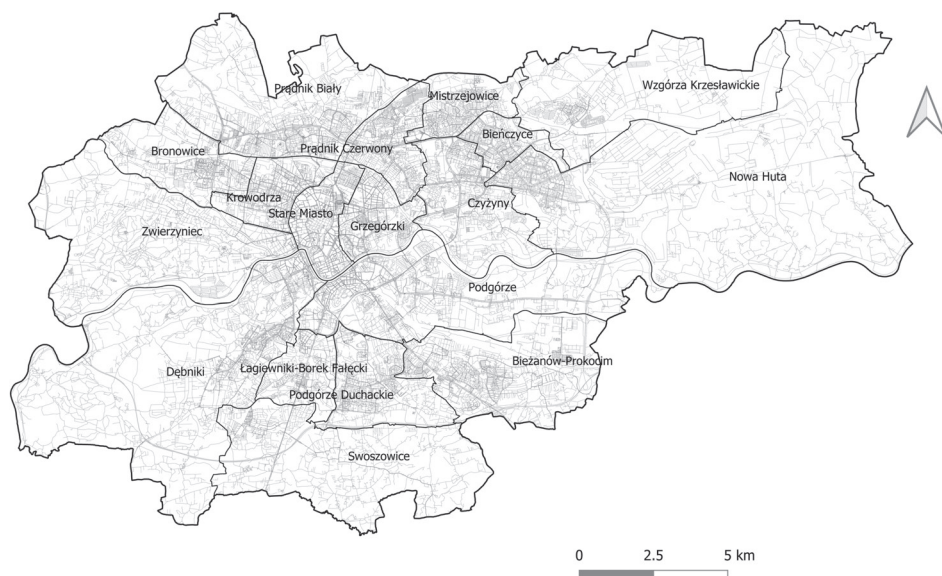 Prądnik Biały
Mistrzejowice
Wzgórza Krzesławickie
Bieńczyce
Bronowice
Prądnik Czerwony
Nowa Huta
Krowodrza
Czyżyny
Stare Miasto
Grzegórzki
Zwierzyniec
Podgórze
Bieżanów-Prokocim
Dębniki
Łagiewniki-Borek Fałęcki
Podgórze Duchackie
Swoszowice
0 2.5 5 km